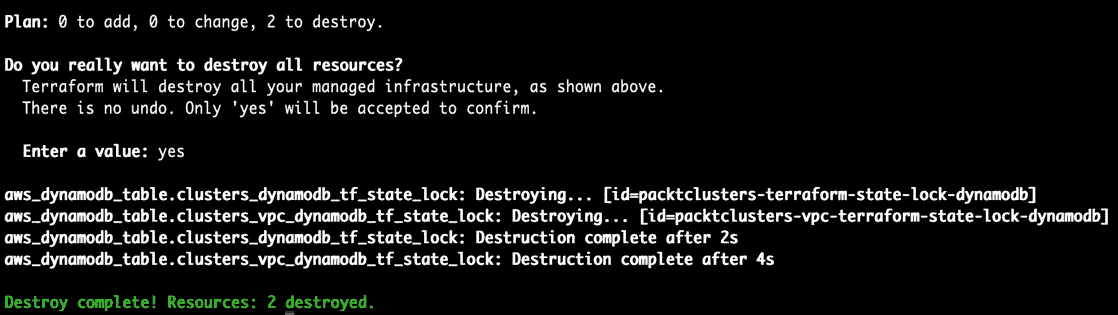 Plan: 0 to add, 0 to change, 2 to destroy.
Do you really want to destroy all resources?
Terraform will destroy all your managed infrastructure, as shown above.
There is no undo. Only 'yes' will be accepted to confirm.
Enter a value: yes
aws_dynamodb_table.clusters_dynamodb_tf_state_lock: Destroying... [id=packtclusters-terraform-state-lock-dynamodb]
aws_dynamodb_table.clusters_vpc_dynamodb_tf_state_lock: Destroying... [id=packtclusters-vpc-terraform-state-lock-dynamodb]
aws_dynamodb_table.clusters_dynamodb_tf_state_lock: Destruction complete after 2s
aws_dynamodb_table.clusters_vpc_dynamodb_tf_state_lock: Destruction complete after 4s
Destroy complete! Resources: 2 destroyed.